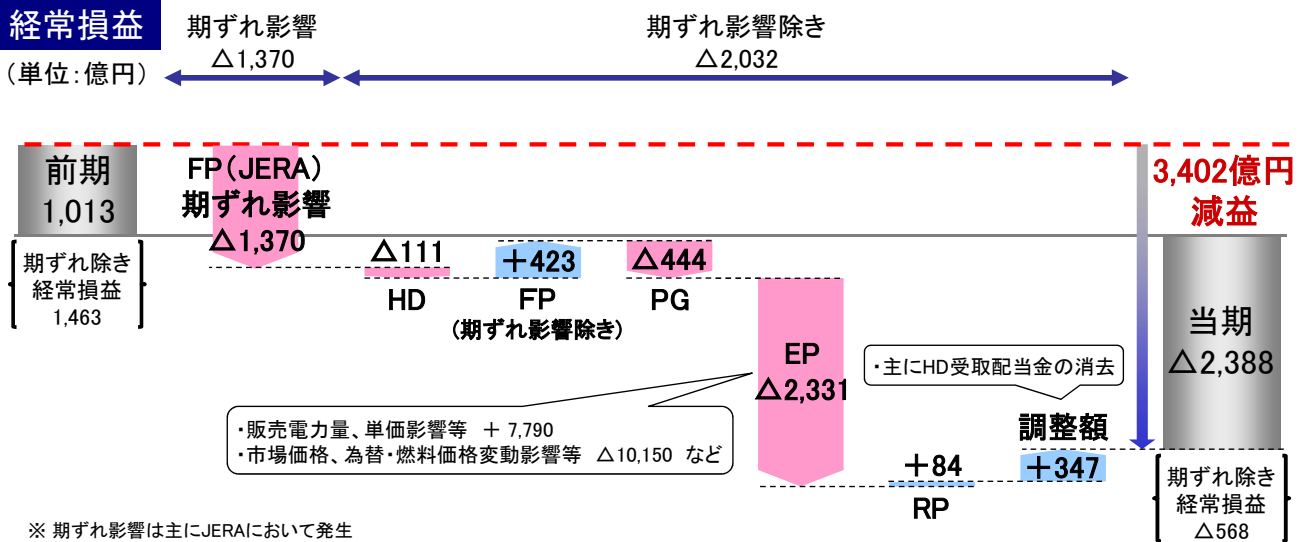 経常損益
(単位:億円)
期ずれ影響
△1,370
期ずれ影響除き
△2,032
前期
1,013
期ずれ除き
経常損益
1,463
FP(JERA)
期ずれ影響
△1,370
△111
HD
+423
FP
(期ずれ影響除き)
△444
PG
EP
△2,331
・販売電力量、単価影響等 + 7,790
・市場価格、為替・燃料価格変動影響等 △10,150 など
+84
RP
・主にHD受取配当金の消去
調整額
+347
3,402億円
減益
当期
△2,388
期ずれ除き
経常損益
△568
※ 期ずれ影響は主にJERAにおいて発生